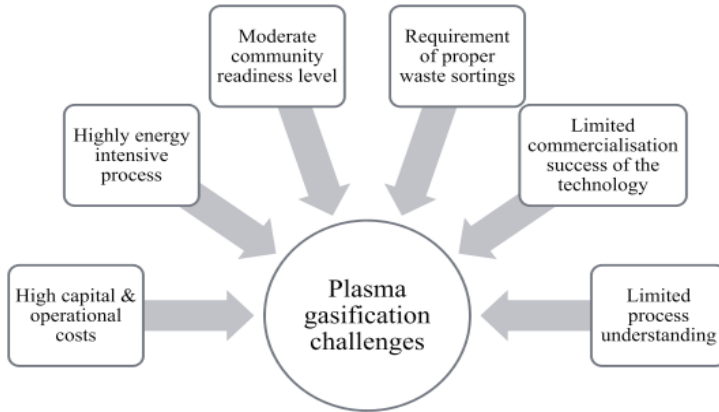 Moderate
community
readiness level
Requirement
of proper
waste sortings
Highly energy
intensive
process
Limited
commercialisation
success of the
technology
High capital &
operational
costs
Plasma
gasification
challenges
Limited
process
understanding